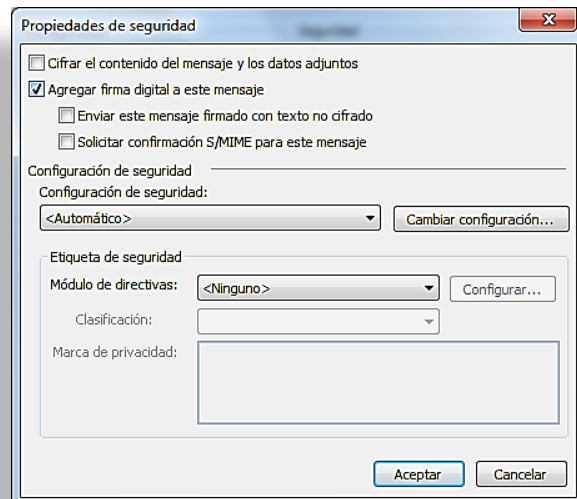 Propiedades de seguridad
Seguridad
Cifrar el contenido del mensaje y los datos adjuntos
Agregar firma digital a este mensaje
Enviar este mensaje firmado con texto no cifrado
Solicitar confirmación S/MIME para este mensaje
Configuración de seguridad
Configuración de seguridad:
<Automático> Cambiar configuración...
Etiqueta de seguridad
Módulo de directivas: <Ninguno> Configurar...
Clasificación:
Marca de privacidad:
Aceptar Cancelar